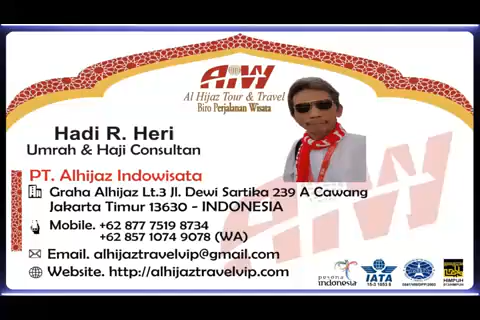 AIW
Al Hijaz Tour & Travel
Biro Perjalanan Wisata
Hadi R. Heri
Umrah & Haji Consultan
PT. Alhijaz Indowisata
Graha Alhijaz Lt.3 Jl. Dewi Sartika 239 A Cawang
Jakarta Timur 13630 - INDONESIA
Mobile. +62 877 7519 8734
+62 857 1074 9078 (WA)
Email. alhijaztravelvip@gmail.com
Website. http://alhijaztravelvip.com
pesona
indonesia
IATA
HIMPUH